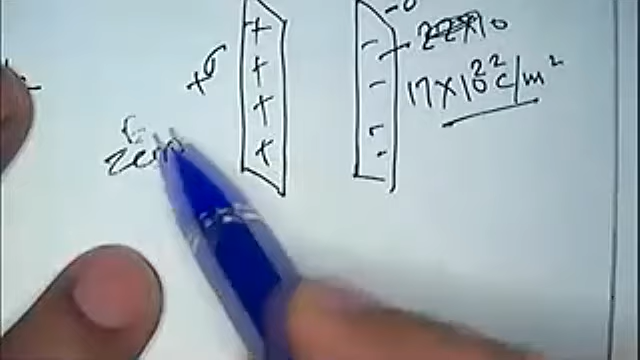 -σ
+σ
+
+
+
+
-
-
-
-
17×10²² C/m²
E
Zero